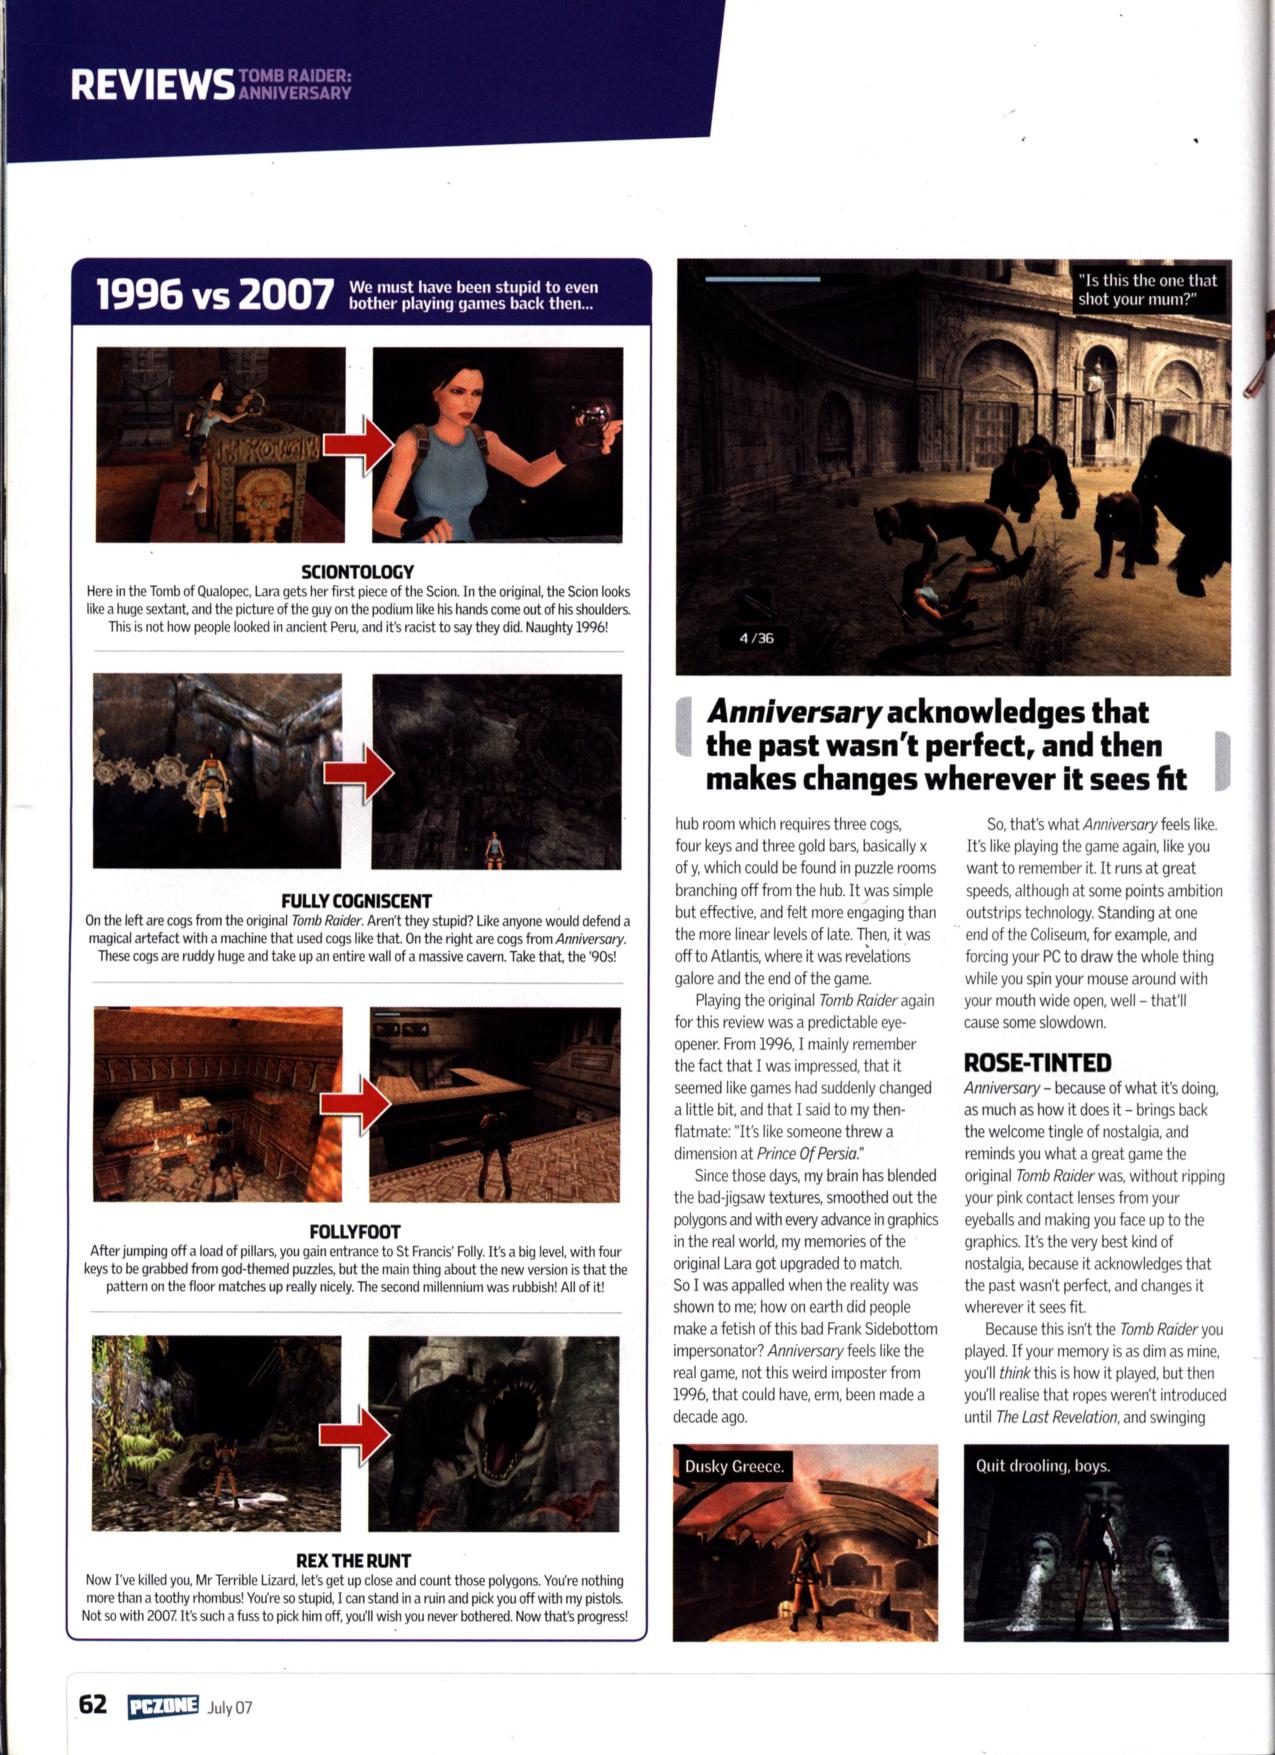 REVIEWS TOMB RAIDER:
ANNIVERSARY
1996 vs 2007 We must have been stupid to even
bother playing games back then...
SCIONTOLOGY
Here in the Tomb of Qualopec, Lara gets her first piece of the Scion. In the original, the Scion looks
like a huge sextant, and the picture of the guy on the podium like his hands come out of his shoulders.
This is not how people looked in ancient Peru, and it's racist to say they did. Naughty 1996!
FULLY COGNISCENT
On the left are cogs from the original Tomb Raider. Aren't they stupid? Like anyone would defend a
magical artefact with a machine that used cogs like that. On the right are cogs from Anniversary.
These cogs are ruddy huge and take up an entire wall of a massive cavern. Take that, the '90s!
FOLLYFOOT
After jumping off a load of pillars, you gain entrance to St Francis' Folly. It's a big level, with four
keys to be grabbed from god-themed puzzles, but the main thing about the new version is that the
pattern on the floor matches up really nicely. The second millennium was rubbish! All of it!
REX THE RUNT
Now I've killed you, Mr Terrible Lizard, let's get up close and count those polygons. You're nothing
more than a toothy rhombus! You're so stupid, I can stand in a ruin and pick you off with my pistols.
Not so with 2007. It's such a fuss to pick him off, you'll wish you never bothered. Now that's progress!
"Is this the one that
shot your mum?"
4/36
Anniversary acknowledges that
the past wasn't perfect, and then
makes changes wherever it sees fit
hub room which requires three cogs,
four keys and three gold bars, basically x
of y, which could be found in puzzle rooms
branching off from the hub. It was simple
but effective, and felt more engaging than
the more linear levels of late. Then, it was
off to Atlantis, where it was revelations
galore and the end of the game.
Playing the original Tomb Raider again
for this review was a predictable eye-
opener. From 1996, I mainly remember
the fact that I was impressed, that it
seemed like games had suddenly changed
a little bit, and that I said to my then-
flatmate: "It's like someone threw a
dimension at Prince Of Persia."
Since those days, my brain has blended
the bad-jigsaw textures, smoothed out the
polygons and with every advance in graphics
in the real world, my memories of the
original Lara got upgraded to match.
So I was appalled when the reality was
shown to me; how on earth did people
make a fetish of this bad Frank Sidebottom
impersonator? Anniversary feels like the
real game, not this weird imposter from
1996, that could have, erm, been made a
decade ago.
So, that's what Anniversary feels like.
It's like playing the game again, like you
want to remember it. It runs at great
speeds, although at some points ambition
outstrips technology. Standing at one
end of the Coliseum, for example, and
forcing your PC to draw the whole thing
while you spin your mouse around with
your mouth wide open, well – that'll
cause some slowdown.
ROSE-TINTED
Anniversary – because of what it's doing,
as much as how it does it – brings back
the welcome tingle of nostalgia, and
reminds you what a great game the
original Tomb Raider was, without ripping
your pink contact lenses from your
eyeballs and making you face up to the
graphics. It's the very best kind of
nostalgia, because it acknowledges that
the past wasn't perfect, and changes it
wherever it sees fit.
Because this isn't the Tomb Raider you
played. If your memory is as dim as mine,
you'll think this is how it played, but then
you'll realise that ropes weren't introduced
until The Last Revelation, and swinging
Dusky Greece.
Quit drooling, boys.
62 PCZONE July 07